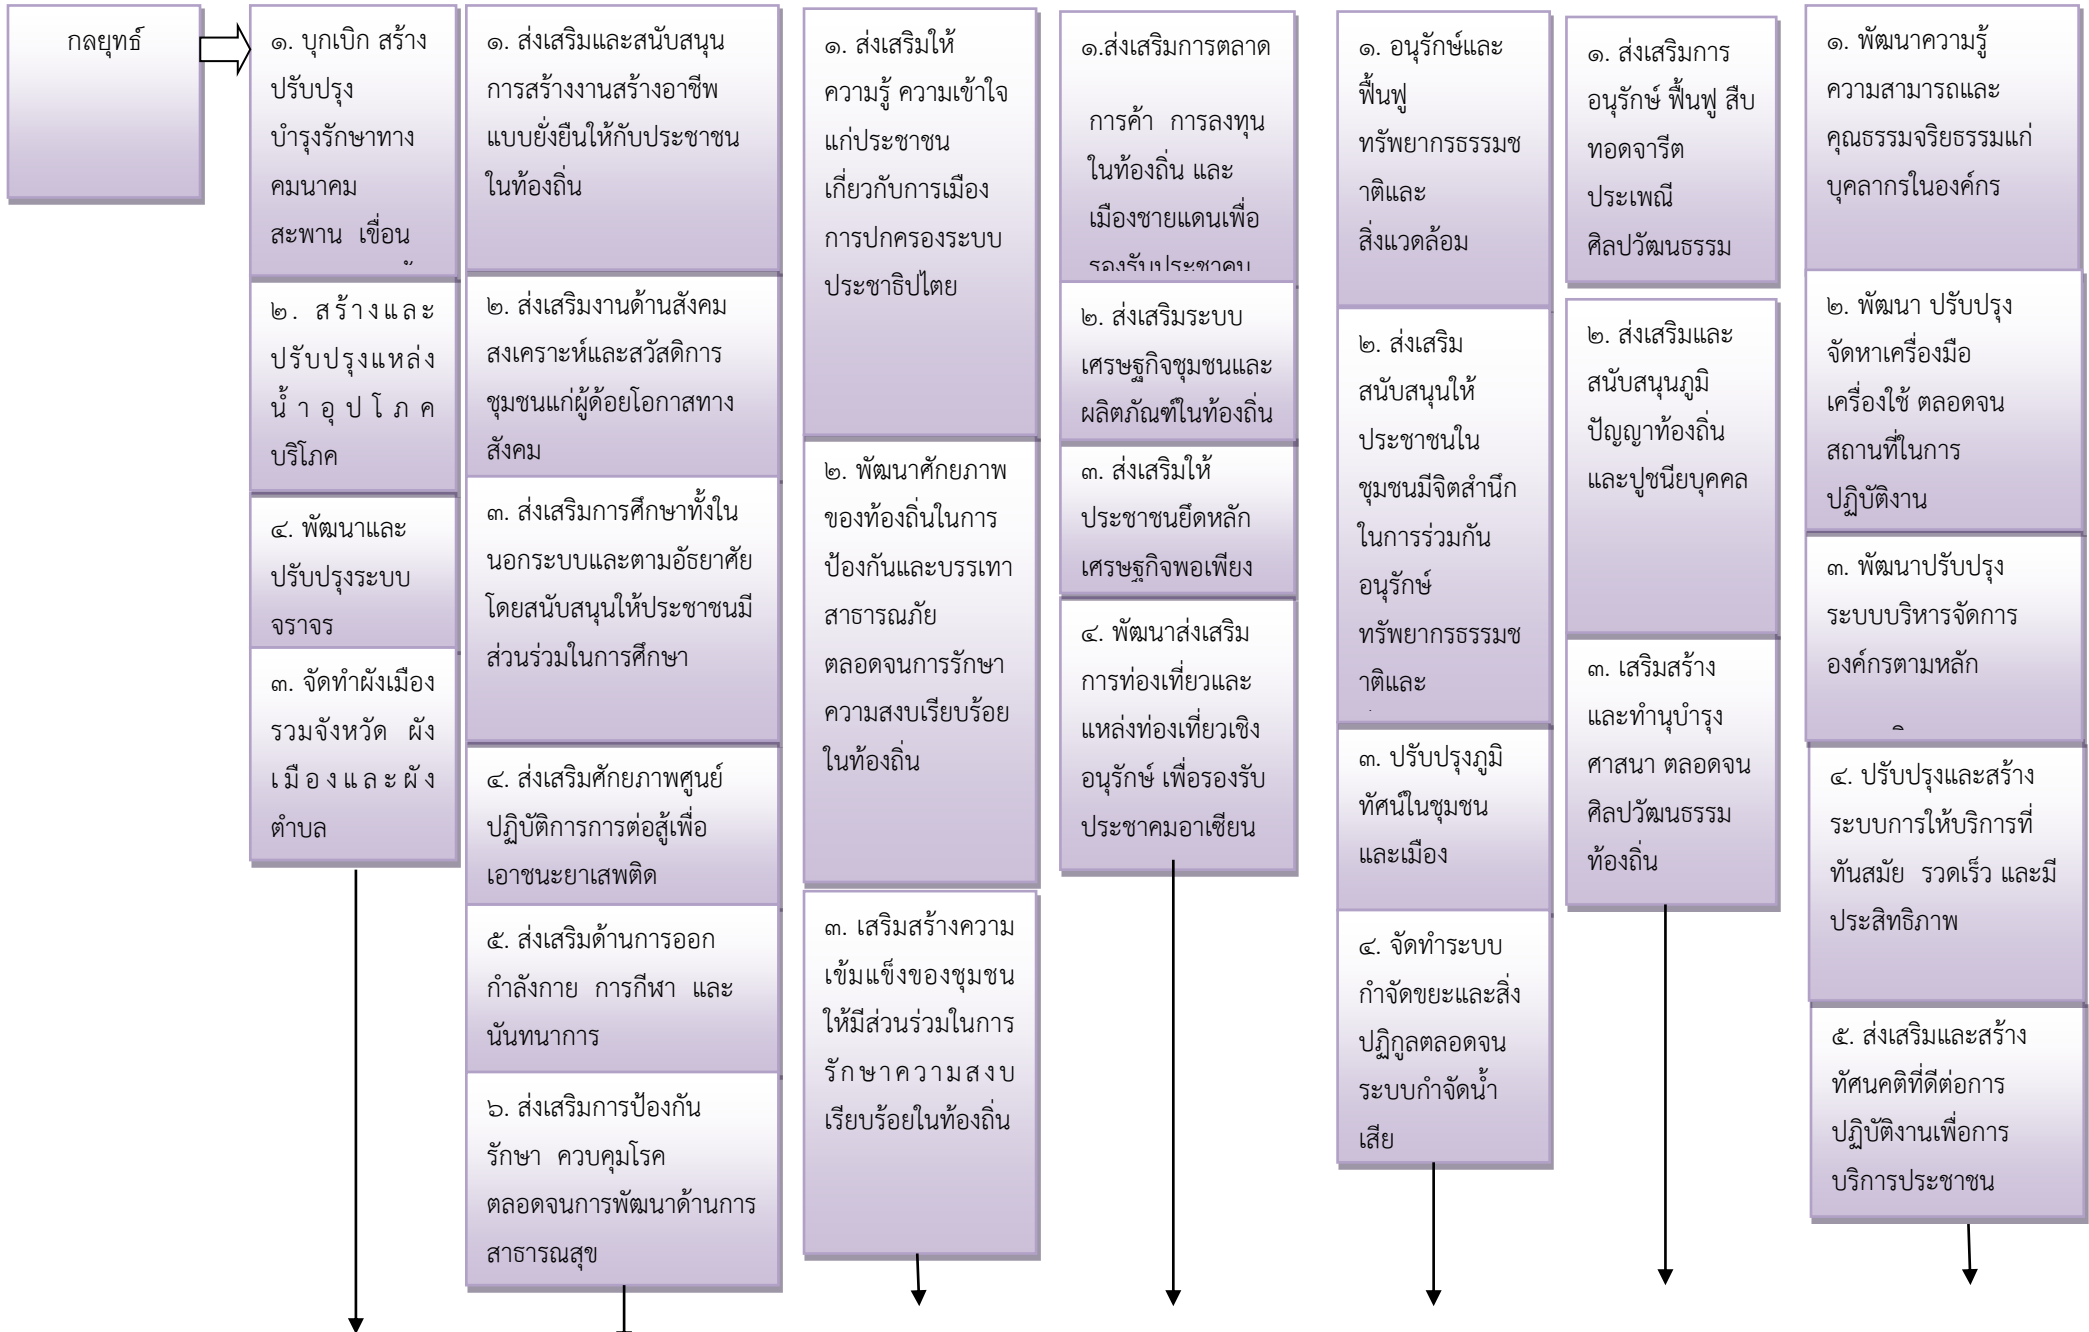 กลยุทธ์
๑. บุกเบิก สร้าง
ปรับปรุง
บำรุงรักษาทาง
คมนาคม
สะพาน เขื่อน
๒. สร้างและ
ปรับปรุงแหล่ง
น้ำอุปโภค
บริโภค
๔. พัฒนาและ
ปรับปรุงระบบ
จราจร
๓. จัดทำผังเมือง
รวมจังหวัด ผัง
เมืองและผัง
ตำบล
๑. ส่งเสริมและสนับสนุน
การสร้างงานสร้างอาชีพ
แบบยั่งยืนให้กับประชาชน
ในท้องถิ่น
๒. ส่งเสริมงานด้านสังคม
สงเคราะห์และสวัสดิการ
ชุมชนแก่ผู้ด้อยโอกาสทาง
สังคม
๓. ส่งเสริมการศึกษาทั้งใน
นอกระบบและตามอัธยาศัย
โดยสนับสนุนให้ประชาชนมี
ส่วนร่วมในการศึกษา
๔. ส่งเสริมศักยภาพศูนย์
ปฏิบัติการการต่อสู้เพื่อ
เอาชนะยาเสพติด
๕. ส่งเสริมด้านการออก
กำลังกาย การกีฬา และ
นันทนาการ
๖. ส่งเสริมการป้องกัน
รักษา ควบคุมโรค
ตลอดจนการพัฒนาด้านการ
สาธารณสุข
๑. ส่งเสริมให้
ความรู้ ความเข้าใจ
แก่ประชาชน
เกี่ยวกับการเมือง
การปกครองระบบ
ประชาธิปไตย
๒. พัฒนาศักยภาพ
ของท้องถิ่นในการ
ป้องกันและบรรเทา
สาธารณภัย
ตลอดจนการรักษา
ความสงบเรียบร้อย
ในท้องถิ่น
๓. เสริมสร้างความ
เข้มแข็งของชุมชน
ให้มีส่วนร่วมในการ
รักษาความสงบ
เรียบร้อยในท้องถิ่น
๑.ส่งเสริมการตลาด
การค้า การลงทุน
ในท้องถิ่น และ
เมืองชายแดนเพื่อ
รองรับประชาคม
๒. ส่งเสริมระบบ
เศรษฐกิจชุมชนและ
ผลิตภัณฑ์ในท้องถิ่น
๓. ส่งเสริมให้
ประชาชนยึดหลัก
เศรษฐกิจพอเพียง
๔. พัฒนาส่งเสริม
การท่องเที่ยวและ
แหล่งท่องเที่ยวเชิง
อนุรักษ์ เพื่อรองรับ
ประชาคมอาเซียน
๑. อนุรักษ์และ
ฟื้นฟู
ทรัพยากรธรรมช
าติและ
สิ่งแวดล้อม
๒. ส่งเสริม
สนับสนุนให้
ประชาชนใน
ชุมชนมีจิตสำนึก
ในการร่วมกัน
อนุรักษ์
ทรัพยากรธรรมช
าติและ
๓. ปรับปรุงภูมิ
ทัศน์ในชุมชน
และเมือง
๔. จัดทำระบบ
กำจัดขยะและสิ่ง
ปฏิกูลตลอดจน
ระบบกำจัดน้ำ
เสีย
๑. ส่งเสริมการ
อนุรักษ์ ฟื้นฟู สืบ
ทอดจารีต
ประเพณี
ศิลปวัฒนธรรม
๒. ส่งเสริมและ
สนับสนุนภูมิ
ปัญญาท้องถิ่น
และปูชนียบุคคล
๓. เสริมสร้าง
และทำนุบำรุง
ศาสนา ตลอดจน
ศิลปวัฒนธรรม
ท้องถิ่น
๑. พัฒนาความรู้
ความสามารถและ
คุณธรรมจริยธรรมแก่
บุคลากรในองค์กร
๒. พัฒนา ปรับปรุง
จัดหาเครื่องมือ
เครื่องใช้ ตลอดจน
สถานที่ในการ
ปฏิบัติงาน
๓. พัฒนาปรับปรุง
ระบบบริหารจัดการ
องค์กรตามหลัก
๔. ปรับปรุงและสร้าง
ระบบการให้บริการที่
ทันสมัย รวดเร็ว และมี
ประสิทธิภาพ
๕. ส่งเสริมและสร้าง
ทัศนคติที่ดีต่อการ
ปฏิบัติงานเพื่อการ
บริการประชาชน